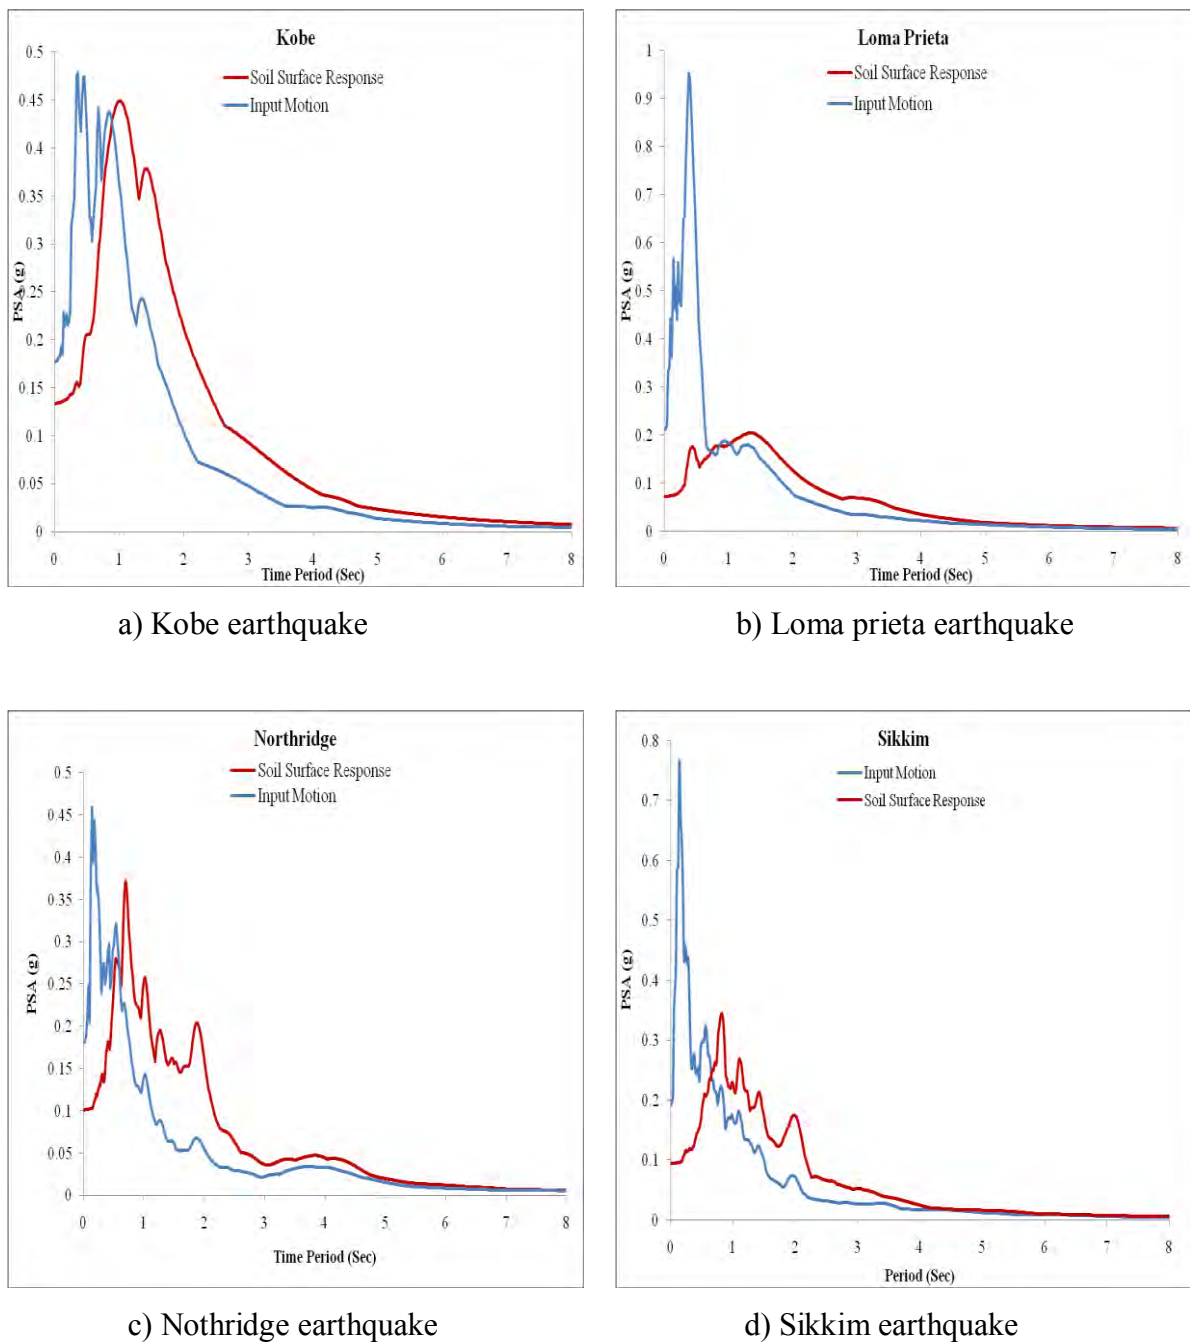 Kobe
Soil Surface Response
Input Motion
0.5
0.45
0.4
0.35
0.3
0.25
0.2
0.15
0.1
0.05
0
PSA (g)
0 1 2 3 4 5 6 7 8
Time Period (Sec)
a) Kobe earthquake
Loma Prieta
Soil Surface Response
Input Motion
1
0.9
0.8
0.7
0.6
0.5
0.4
0.3
0.2
0.1
0
PSA (g)
0 1 2 3 4 5 6 7 8
Time Period (Sec)
b) Loma prieta earthquake
Northridge
Soil Surface Response
Input Motion
0.5
0.45
0.4
0.35
0.3
0.25
0.2
0.15
0.1
0.05
0
PSA (g)
0 1 2 3 4 5 6 7 8
Time Period (Sec)
c) Nothridge earthquake
Sikkim
Input Motion
Soil Surface Response
0.8
0.7
0.6
0.5
0.4
0.3
0.2
0.1
0
PSA (g)
0 1 2 3 4 5 6 7 8
Period (Sec)
d) Sikkim earthquake